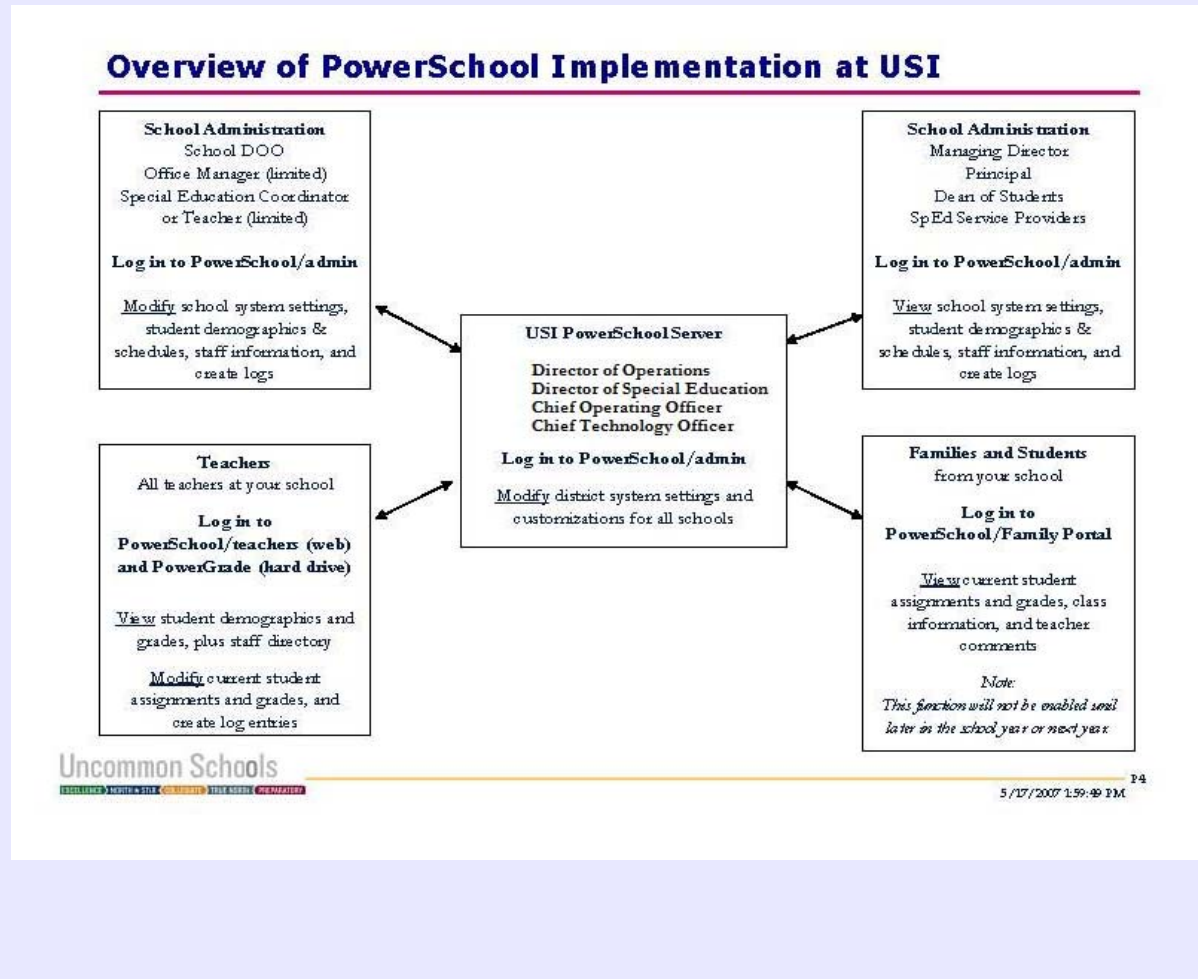 Overview of PowerSchool Implementation at USI
School Administration
School DOO
Office Manager (limited)
Special Education Coordinator
or Teacher (limited)
Log in to PowerSchool/admin
Modify school system settings,
student demographics &
schedules, staff information, and
create logs
School Administration
Managing Director
Principal
Dean of Students
SpEd Service Providers
Log in to PowerSchool/admin
View school system settings,
student demographics &
schedules, staff information, and
create logs
USI PowerSchool Server
Director of Operations
Director of Special Education
Chief Operating Officer
Chief Technology Officer
Log in to PowerSchool/admin
Modify district system settings and
customizations for all schools
Teachers
All teachers at your school
Log in to
PowerSchool/teachers (web)
and PowerGrade (hard drive)
View student demographics and
grades, plus staff directory
Modify current student
assignments and grades, and
create log entries
Families and Students
from your school
Log in to
PowerSchool/Family Portal
View current student
assignments and grades, class
information, and teacher
comments
Note:
This function will not be enabled until
later in the school year or next year.
Uncommon Schools
EXCELLENCE NORTH STAR COLLEGIATE TRUE NORTH PREPARATORY
P4
5/17/2007 1:59:49 PM